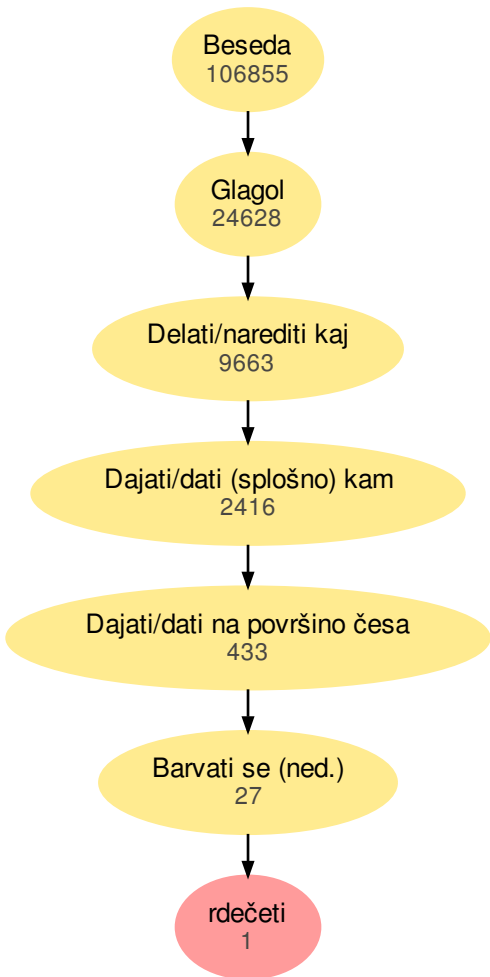 Beseda
106855
Glagol
24628
Delati/narediti kaj
9663
Dajati/dati (splošno) kam
2416
Dajati/dati na površino česa
433
Barvati se (ned.)
27
rdečeti
1